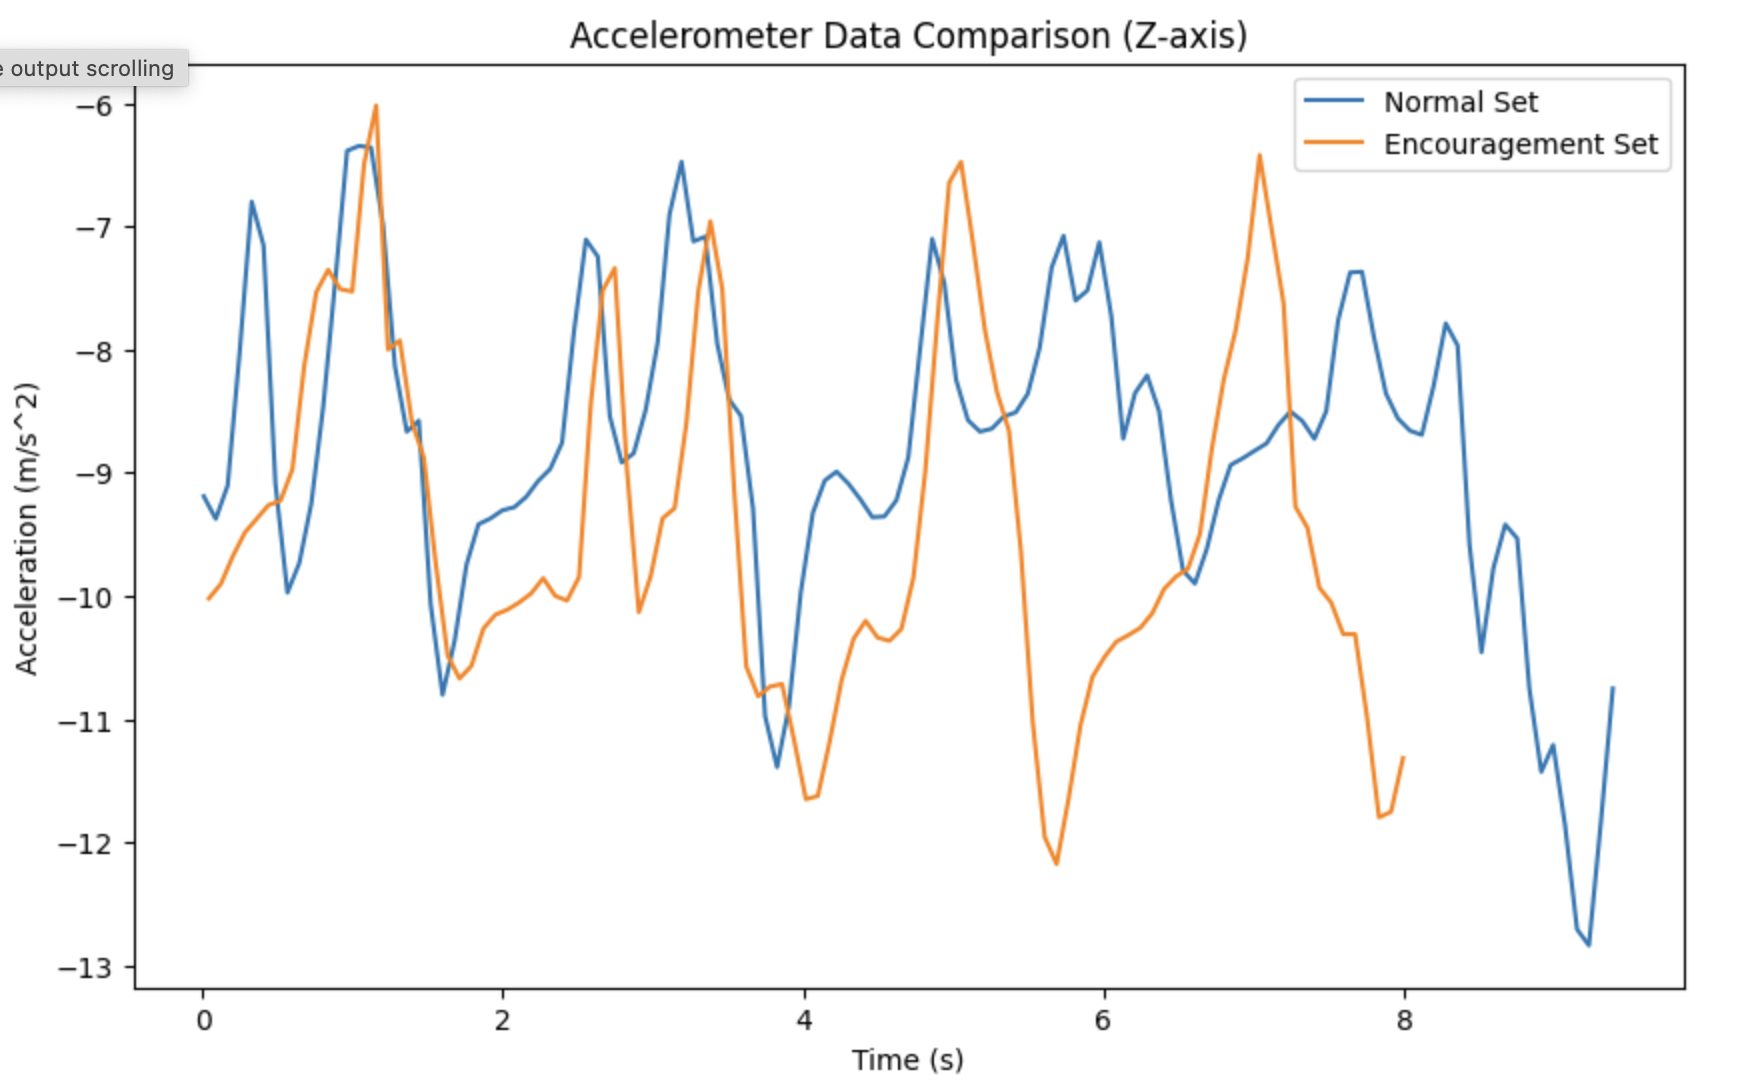 Accelerometer Data Comparison (Z-axis)
output scrolling
Normal Set
Encouragement Set
Acceleration (m/s^2)
−6
−7
−8
−9
−10
−11
−12
−13
0 2 4 6 8
Time (s)